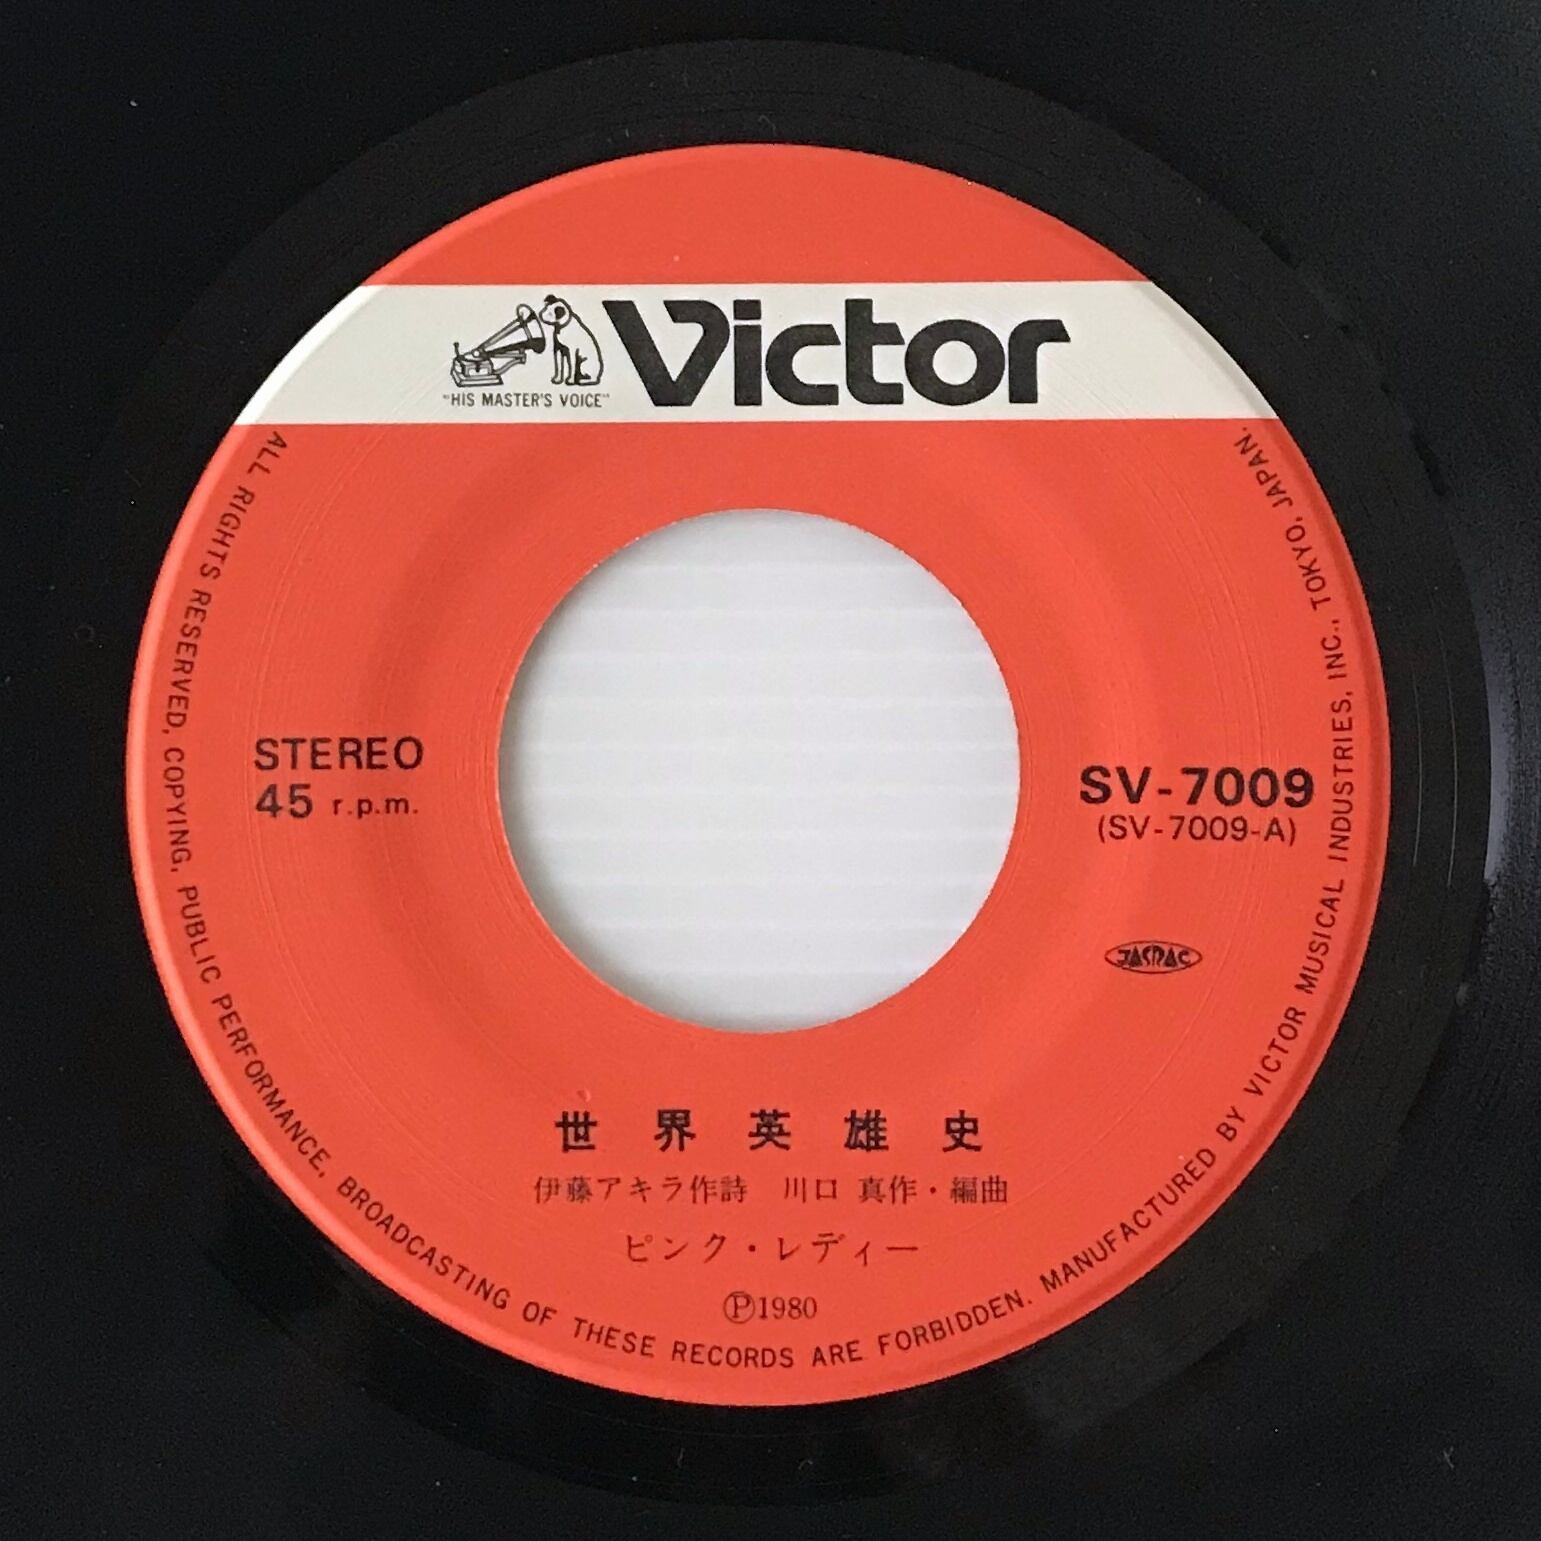 Victor
"HIS MASTER'S VOICE"
STEREO
45 r.p.m.
SV-7009
(SV-7009-A)
JASRAC
世界英雄史
伊藤アキラ作詩 川口 真作・編曲
ピンク・レディー
Ⓟ1980
ALL RIGHTS RESERVED, COPYING, PUBLIC PERFORMANCE, BROADCASTING OF THESE RECORDS ARE FORBIDDEN. MANUFACTURED BY VICTOR MUSICAL INDUSTRIES, INC., TOKYO, JAPAN.